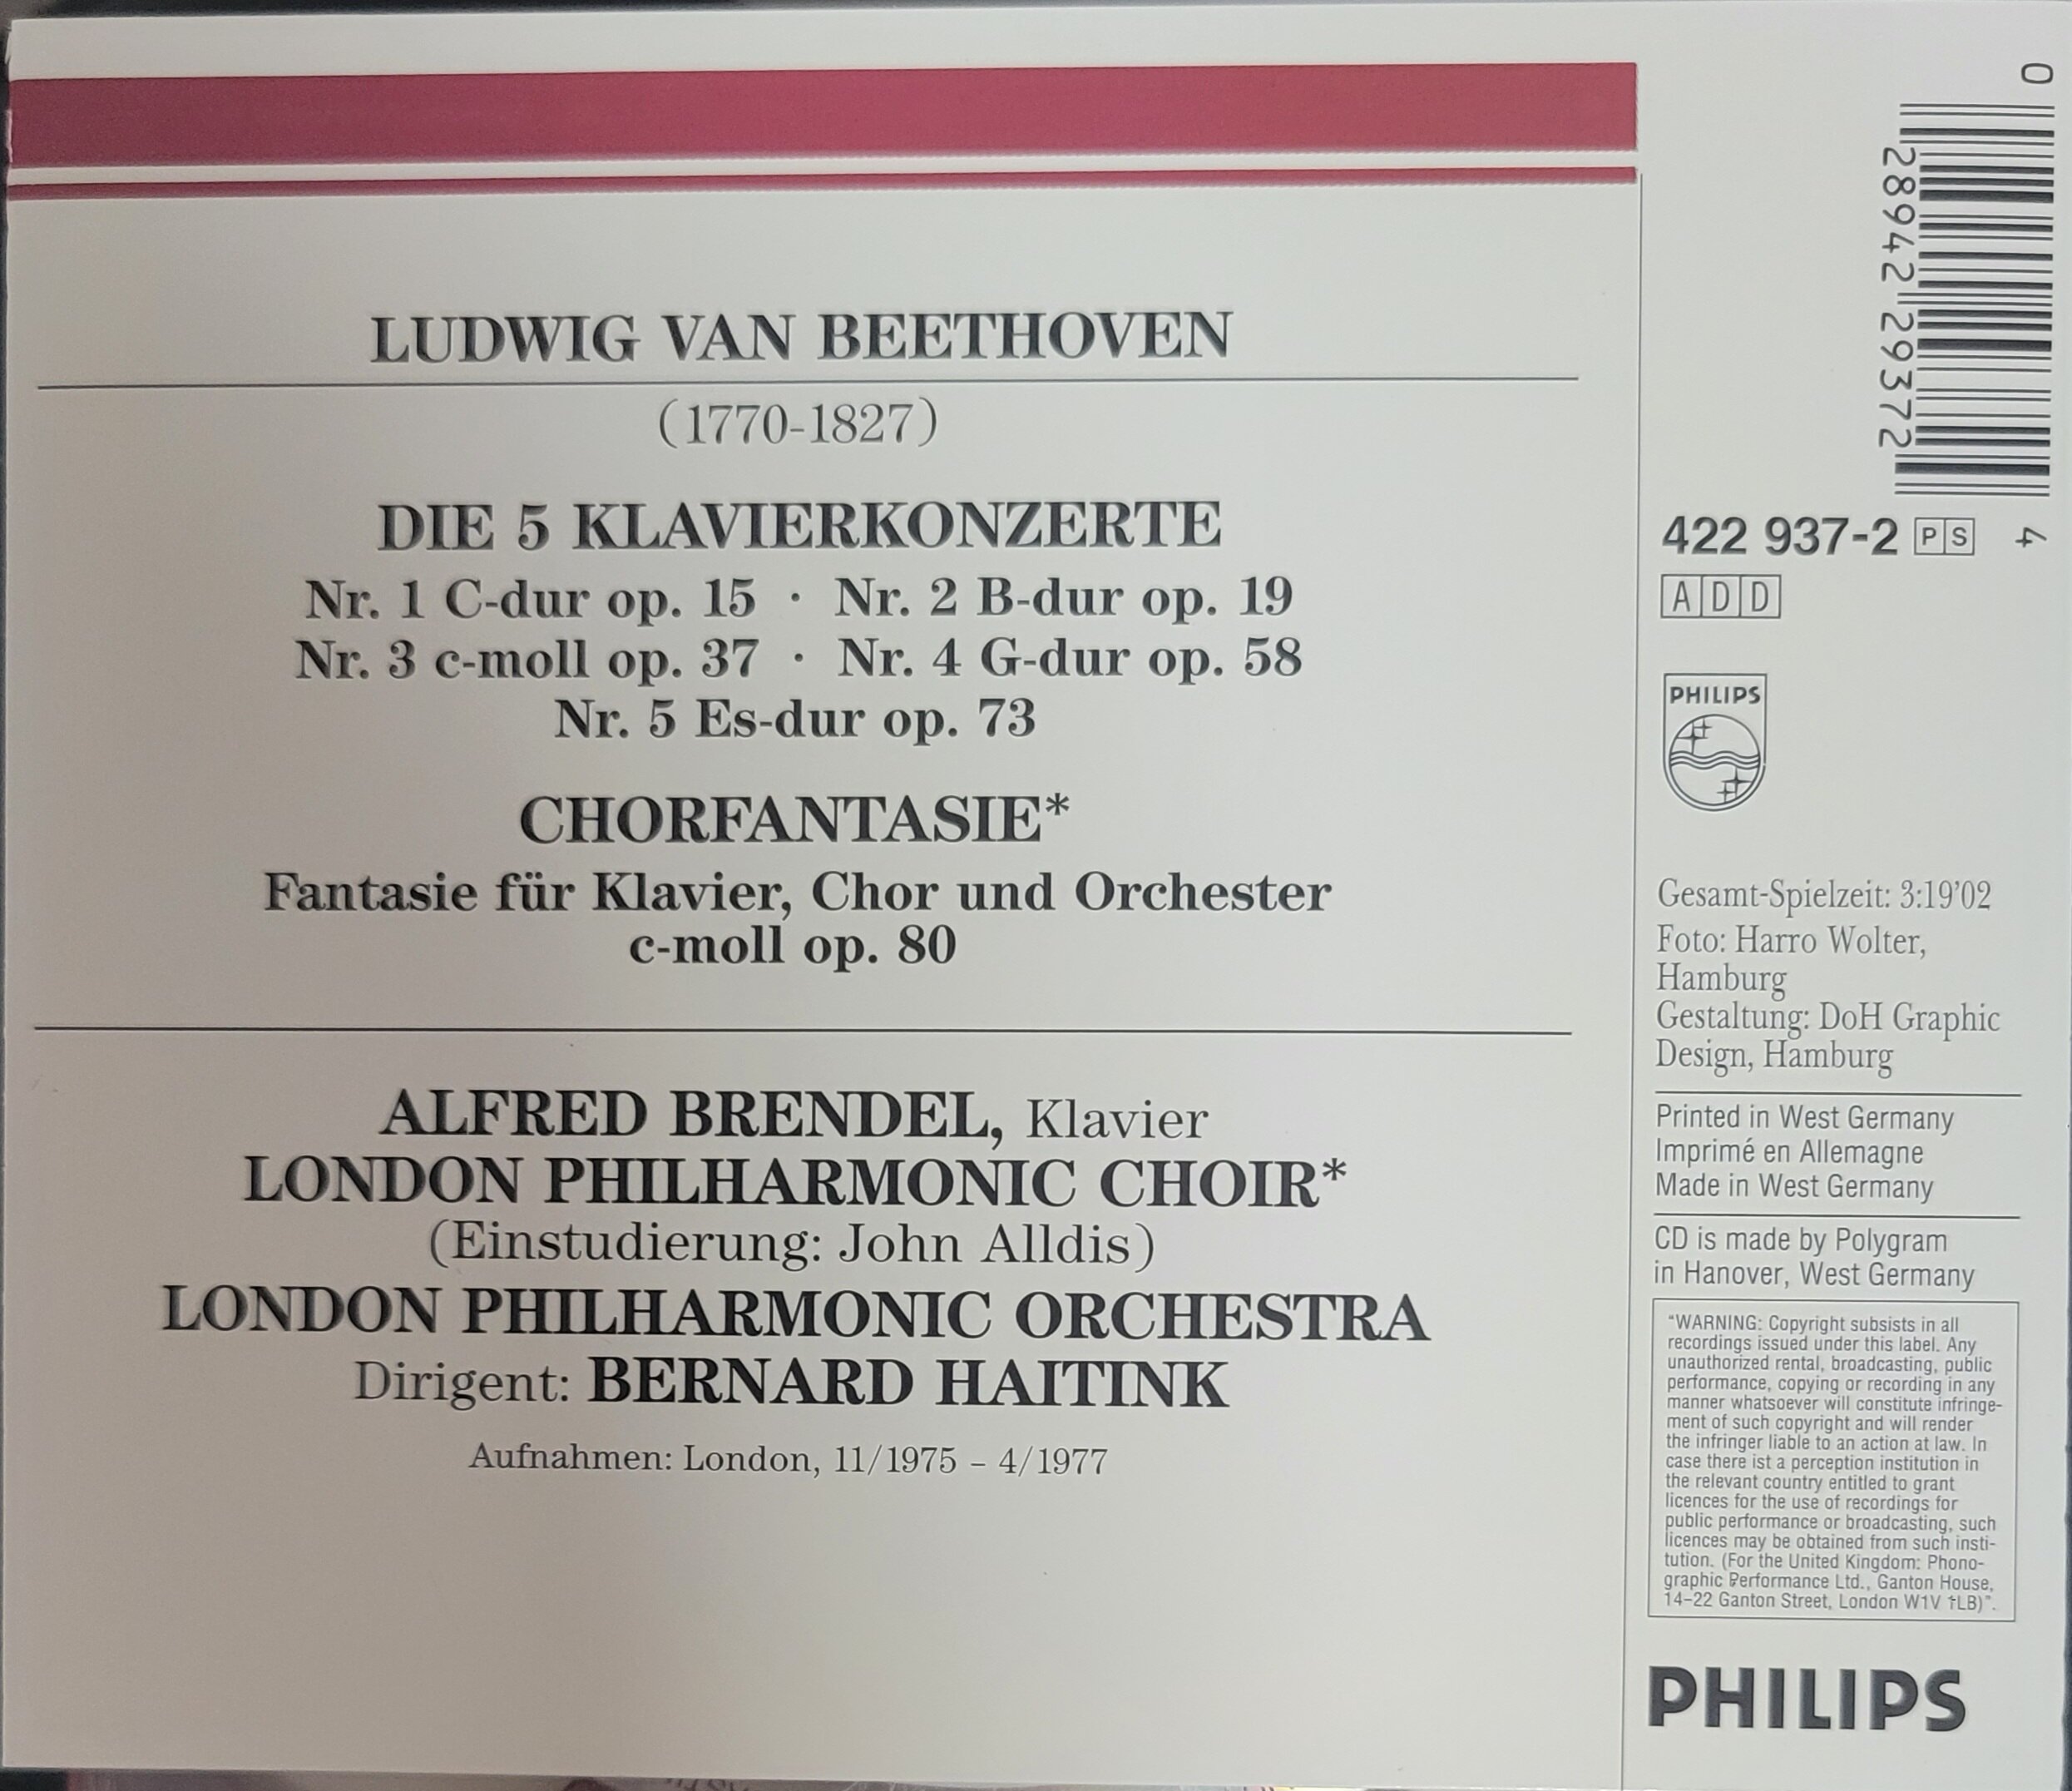 LUDWIG VAN BEETHOVEN
(1770-1827)
DIE 5 KLAVIERKONZERTE
Nr. 1 C-dur op. 15 · Nr. 2 B-dur op. 19
Nr. 3 c-moll op. 37 · Nr. 4 G-dur op. 58
Nr. 5 Es-dur op. 73
CHORFANTASIE*
Fantasie für Klavier, Chor und Orchester
c-moll op. 80
ALFRED BRENDEL, Klavier
LONDON PHILHARMONIC CHOIR*
(Einstudierung: John Alldis)
LONDON PHILHARMONIC ORCHESTRA
Dirigent: BERNARD HAITINK
Aufnahmen: London, 11/1975 – 4/1977
0 28942 29372 4
422 937-2 PS
ADD
PHILIPS
Gesamt-Spielzeit: 3:19'02
Foto: Harro Wolter,
Hamburg
Gestaltung: DoH Graphic
Design, Hamburg
Printed in West Germany
Imprimé en Allemagne
Made in West Germany
CD is made by Polygram
in Hanover, West Germany
"WARNING: Copyright subsists in all
recordings issued under this label. Any
unauthorized rental, broadcasting, public
performance, copying or recording in any
manner whatsoever will constitute infringe-
ment of such copyright and will render
the infringer liable to an action at law. In
case there ist a perception institution in
the relevant country entitled to grant
licences for the use of recordings for
public performance or broadcasting, such
licences may be obtained from such insti-
tution. (For the United Kingdom: Phono-
graphic Performance Ltd., Ganton House,
14–22 Ganton Street, London W1V 1LB)".
PHILIPS